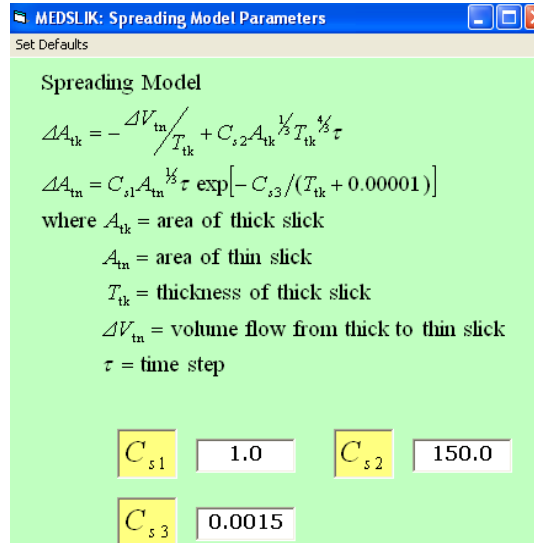 MEDSLIK: Spreading Model Parameters
Set Defaults
Spreading Model
ΔA_tk = − ΔV_tn / T_tk + C_s2 A_tk^⅓ T_tk^4/3 τ
ΔA_tn = C_s1 A_tn^⅓ τ exp[− C_s3 /(T_tk + 0.00001)]
where A_tk = area of thick slick
A_tn = area of thin slick
T_tk = thickness of thick slick
ΔV_tn = volume flow from thick to thin slick
τ = time step
C_s1 1.0 C_s2 150.0
C_s3 0.0015